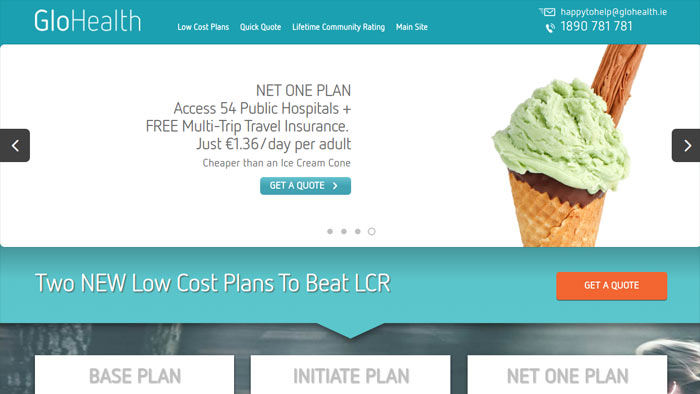 GloHealth
Low Cost Plans Quick Quote Lifetime Community Rating Main Site
happytohelp@glohealth.ie
1890 781 781
NET ONE PLAN
Access 54 Public Hospitals +
FREE Multi-Trip Travel Insurance.
Just €1.36/day per adult
Cheaper than an Ice Cream Cone
GET A QUOTE
Two NEW Low Cost Plans To Beat LCR
GET A QUOTE
BASE PLAN
INITIATE PLAN
NET ONE PLAN